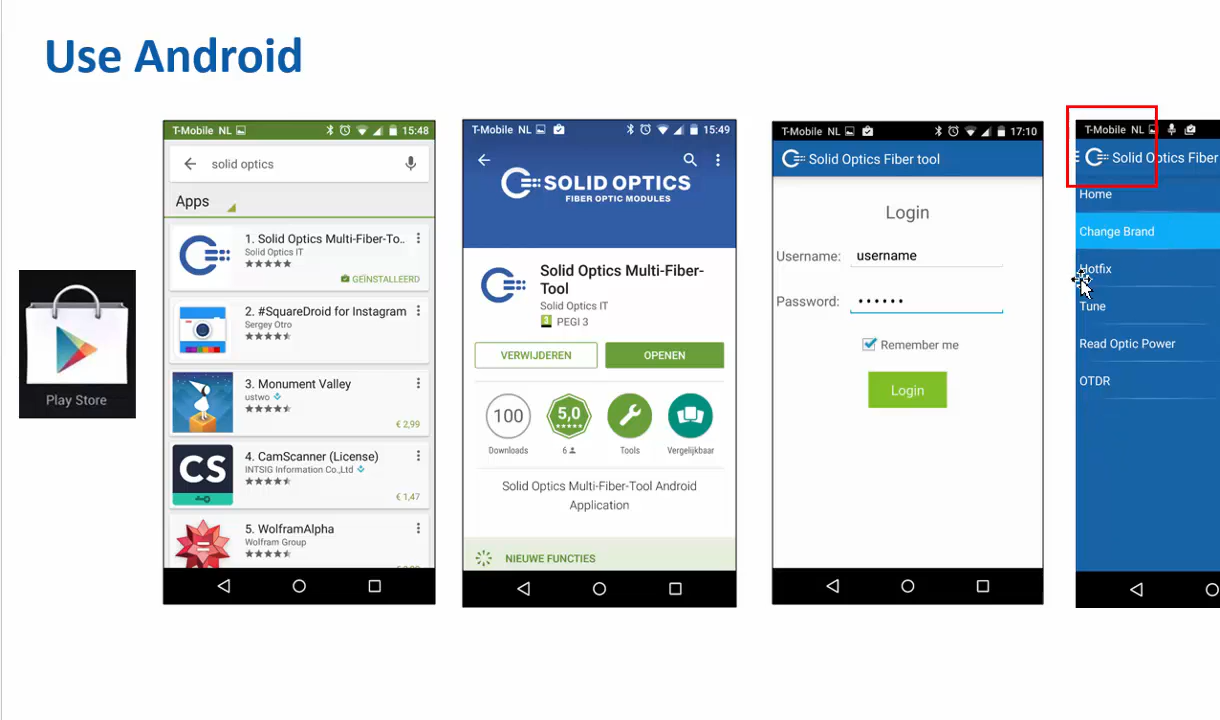 Use Android
Play Store
T-Mobile NL 15:48
solid optics
Apps
1. Solid Optics Multi-Fiber-To..
Solid Optics IT
GEÏNSTALLEERD
2. #SquareDroid for Instagram
Sergey Otro
3. Monument Valley
ustwo
€ 2,99
CS
4. CamScanner (License)
INTSIG Information Co.,Ltd
€ 1,47
5. WolframAlpha
Wolfram Group
T-Mobile NL 15:49
SOLID OPTICS
FIBER OPTIC MODULES
Solid Optics Multi-Fiber-
Tool
Solid Optics IT
3 PEGI 3
VERWIJDEREN OPENEN
100 5,0
Downloads 6 Tools Vergelijkbaar
Solid Optics Multi-Fiber-Tool Android
Application
NIEUWE FUNCTIES
T-Mobile NL 17:10
Solid Optics Fiber tool
Login
Username: username
Password: ••••••
Remember me
Login
T-Mobile NL
Solid Optics Fiber
Home
Change Brand
Hotfix
Tune
Read Optic Power
OTDR